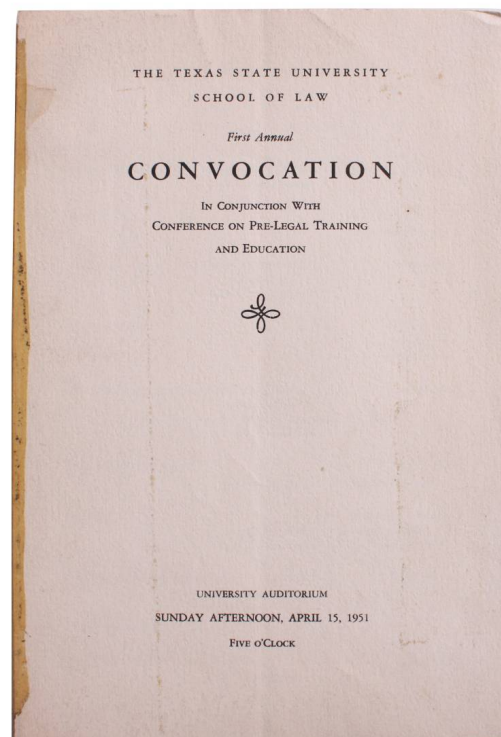 THE TEXAS STATE UNIVERSITY
SCHOOL OF LAW
First Annual
CONVOCATION
IN CONJUNCTION WITH
CONFERENCE ON PRE-LEGAL TRAINING
AND EDUCATION
UNIVERSITY AUDITORIUM
SUNDAY AFTERNOON, APRIL 15, 1951
FIVE O'CLOCK